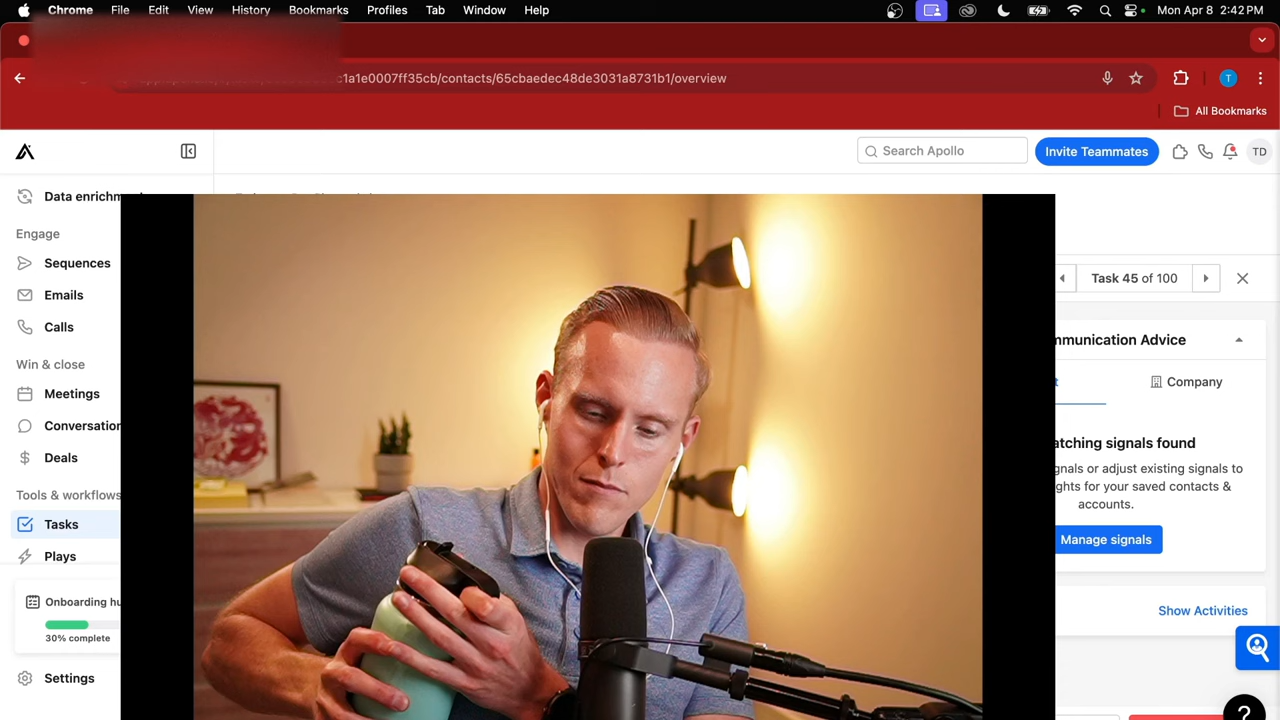 Chrome File Edit View History Bookmarks Profiles Tab Window Help Mon Apr 8 2:42 PM
1a1e0007ff35cb/contacts/65cbaedec48de3031a8731b1/overview T
All Bookmarks
Search Apollo Invite Teammates TD
Data enrichm
Engage
Sequences
Emails
Calls
Win & close
Meetings
Conversation
Deals
Tools & workflows
Tasks
Plays
Onboarding hu
30% complete
Settings
Task 45 of 100
mmunication Advice
Company
atching signals found
gnals or adjust existing signals to
ghts for your saved contacts &
accounts.
Manage signals
Show Activities
?